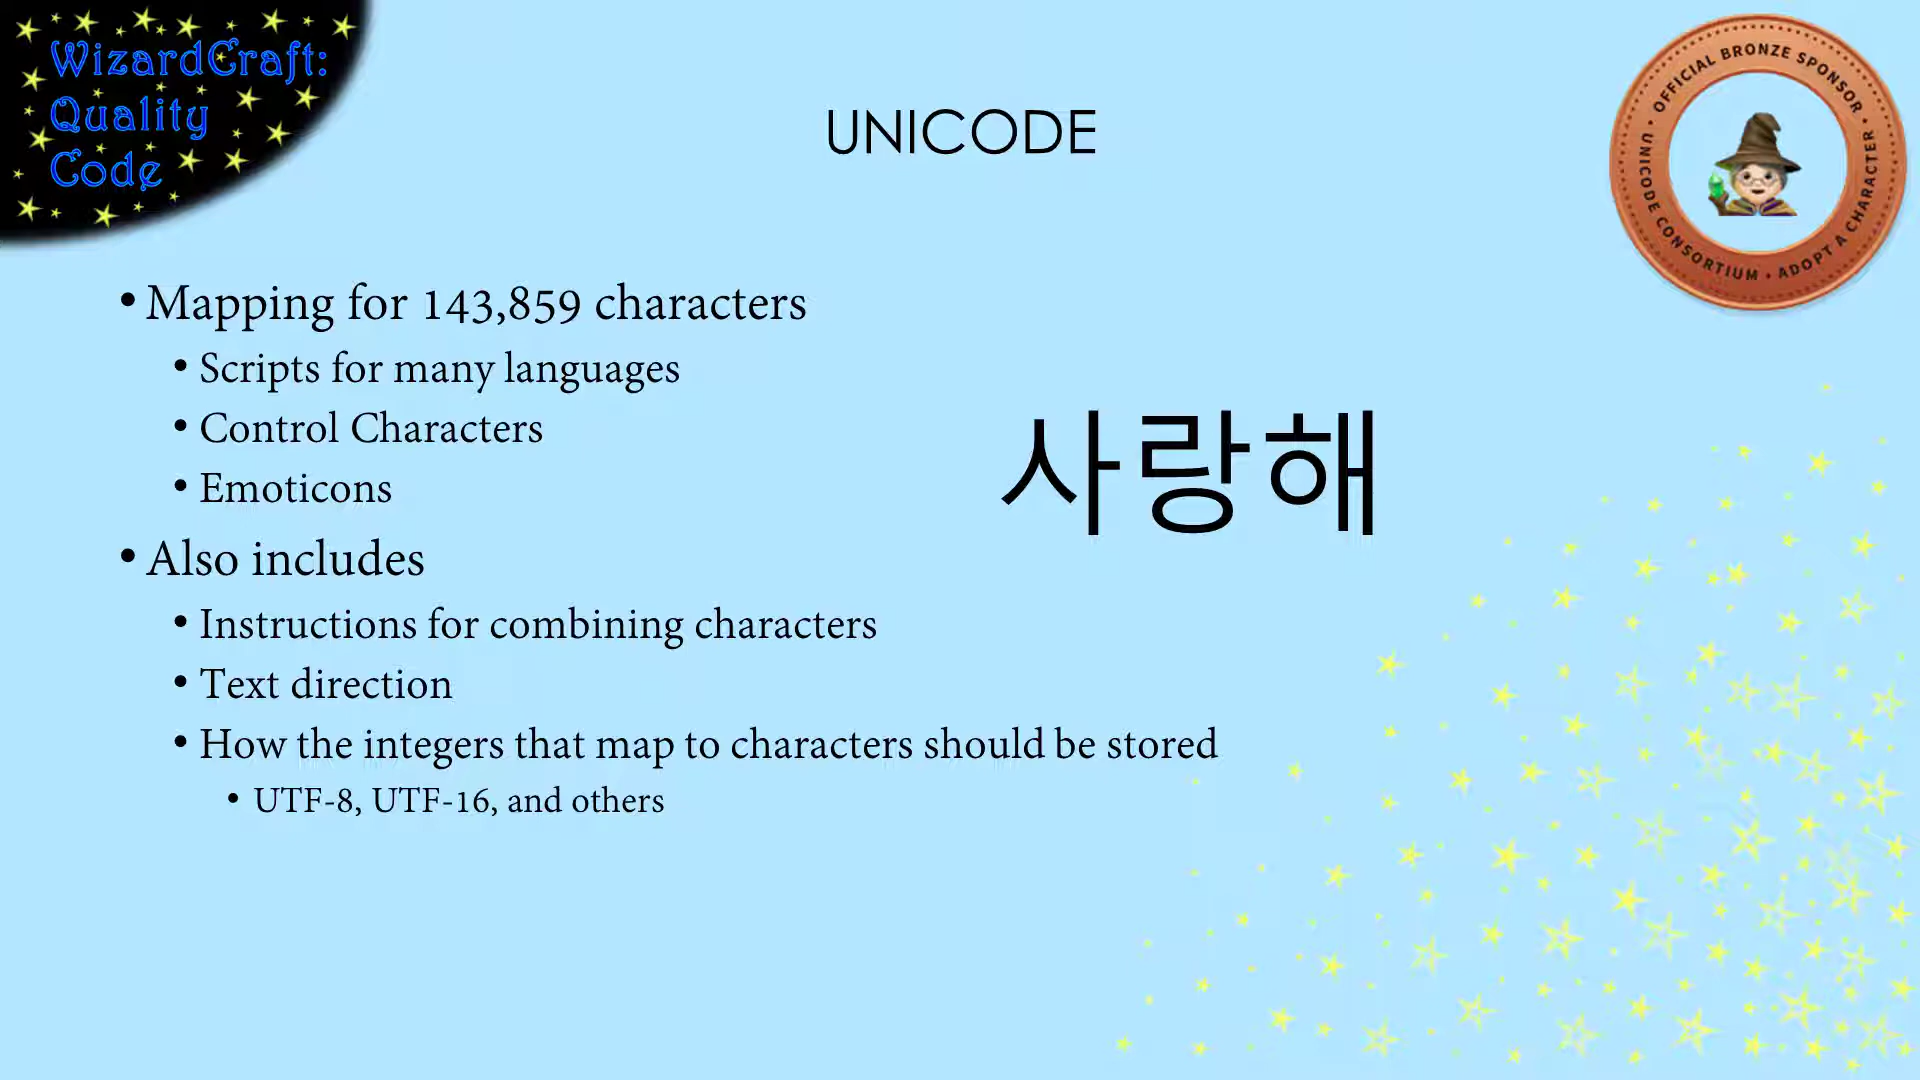 WizardCraft:
Quality
Code
UNICODE
OFFICIAL BRONZE SPONSOR
UNICODE CONSORTIUM • ADOPT A CHARACTER
• Mapping for 143,859 characters
• Scripts for many languages
• Control Characters
• Emoticons
사랑해
• Also includes
• Instructions for combining characters
• Text direction
• How the integers that map to characters should be stored
• UTF-8, UTF-16, and others